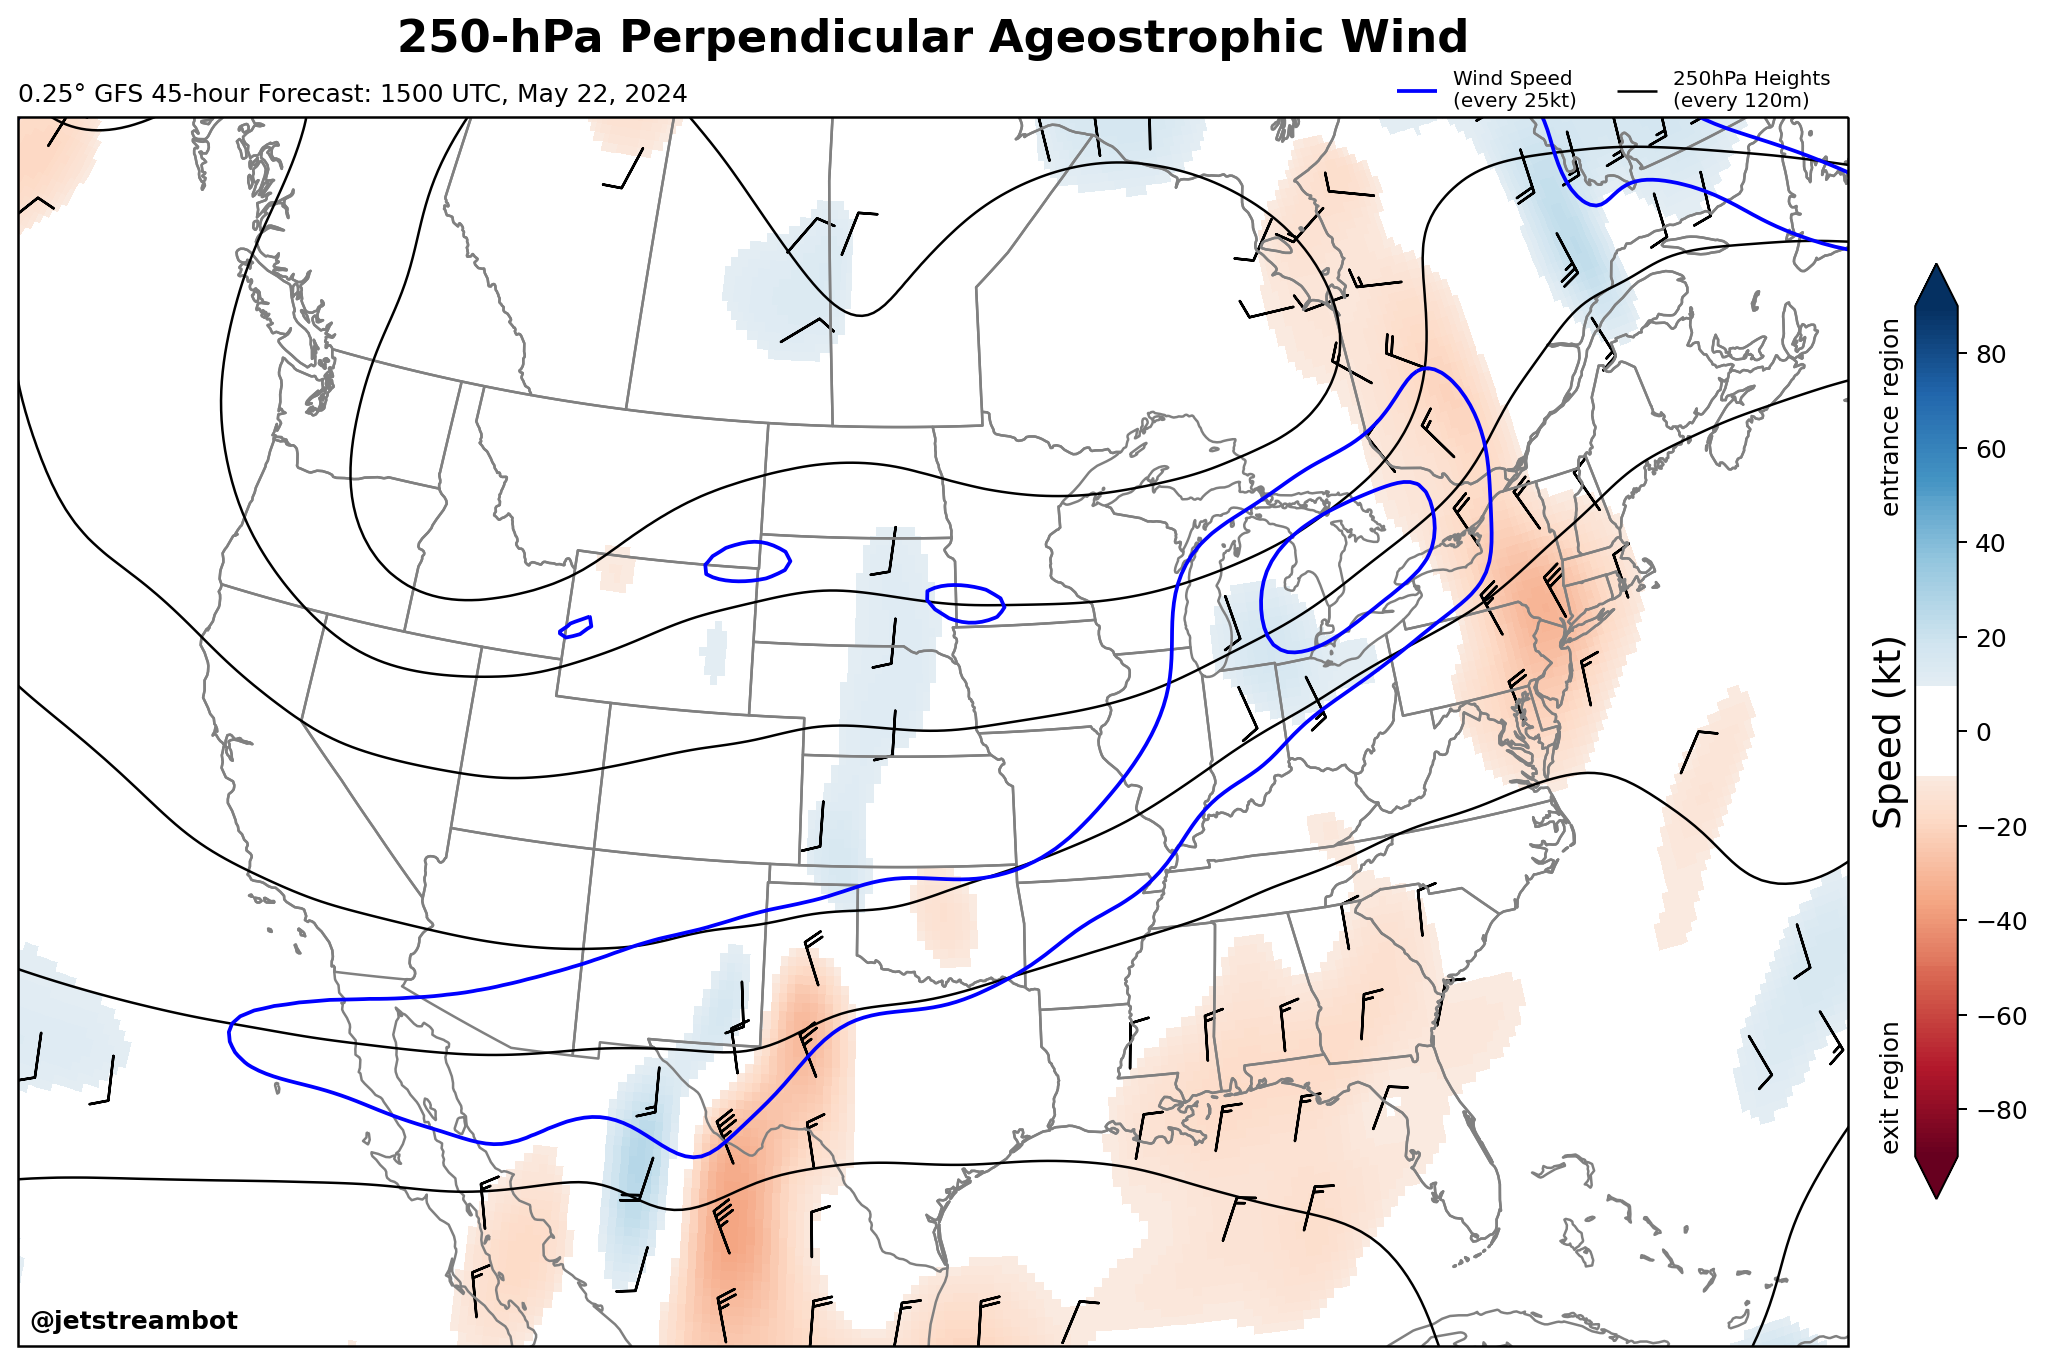 250-hPa Perpendicular Ageostrophic Wind
0.25° GFS 45-hour Forecast: 1500 UTC, May 22, 2024
Wind Speed
(every 25kt)
250hPa Heights
(every 120m)
entrance region
Speed (kt)
exit region
80
60
40
20
0
−20
−40
−60
−80
@jetstreambot